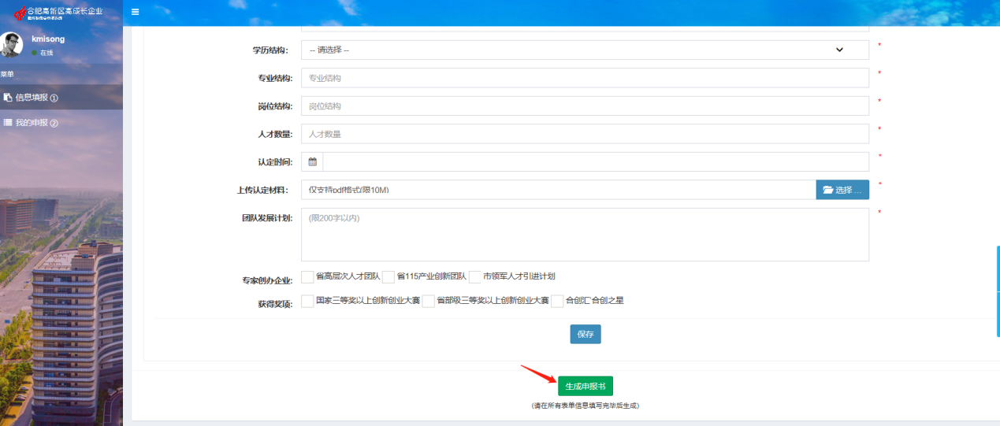 合肥高新区高成长企业
kmisong
在线
菜单
信息填报 ①
我的申报 ②
学历结构：
-- 请选择 --
*
专业结构:
专业结构
*
岗位结构:
岗位结构
*
人才数量:
人才数量
*
认定时间:
*
上传认定材料：
仅支持pdf格式(限10M)
选择 ...
*
团队发展计划:
(限200字以内)
*
专家创办企业:
省高层次人才团队
省115产业创新团队
市领军人才引进计划
获得奖项:
国家三等奖以上创新创业大赛
省部级三等奖以上创新创业大赛
合创汇'合创之星
保存
生成申报书
(请在所有表单信息填写完毕后生成)